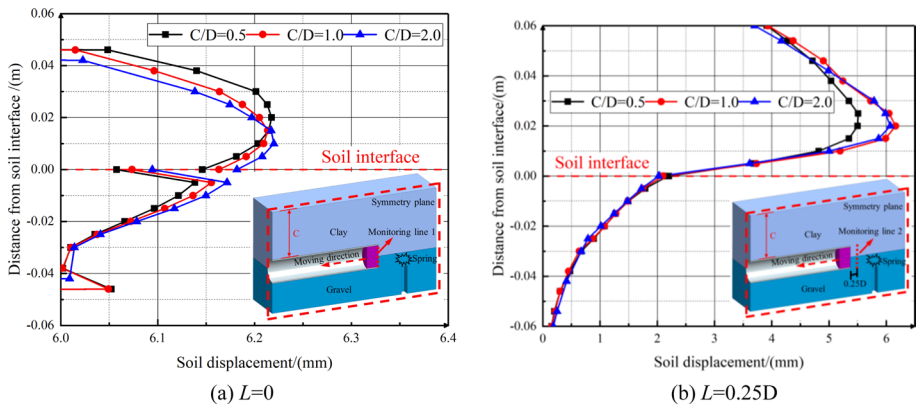 0.06
0.04
0.02
0.00
-0.02
-0.04
-0.06
Distance from soil interface /(m)
C/D=0.5 C/D=1.0 C/D=2.0
Soil interface
Symmetry plane
C
Clay
Monitoring line 1
Moving direction
Spring
Gravel
6.0 6.1 6.2 6.3 6.4
Soil displacement/(mm)
(a) L=0
0.06
0.04
0.02
0.00
-0.02
-0.04
-0.06
Distance from soil interface/(m)
C/D=0.5 C/D=1.0 C/D=2.0
Soil interface
Symmetry plane
C
Clay
Monitoring line 2
Moving direction
Spring
0.25D
Gravel
0 1 2 3 4 5 6
Soil displacement/(mm)
(b) L=0.25D